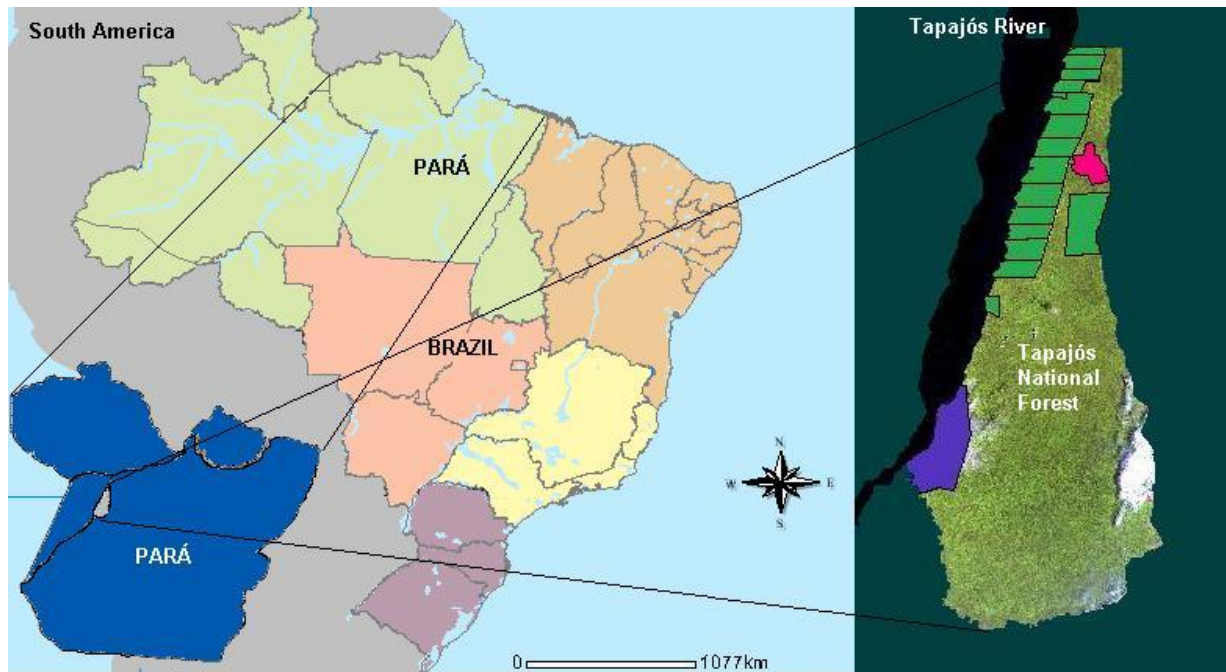 South America
Tapajós River
PARÁ
BRAZIL
Tapajós
National
Forest
N
W
E
S
PARÁ
0
1077km